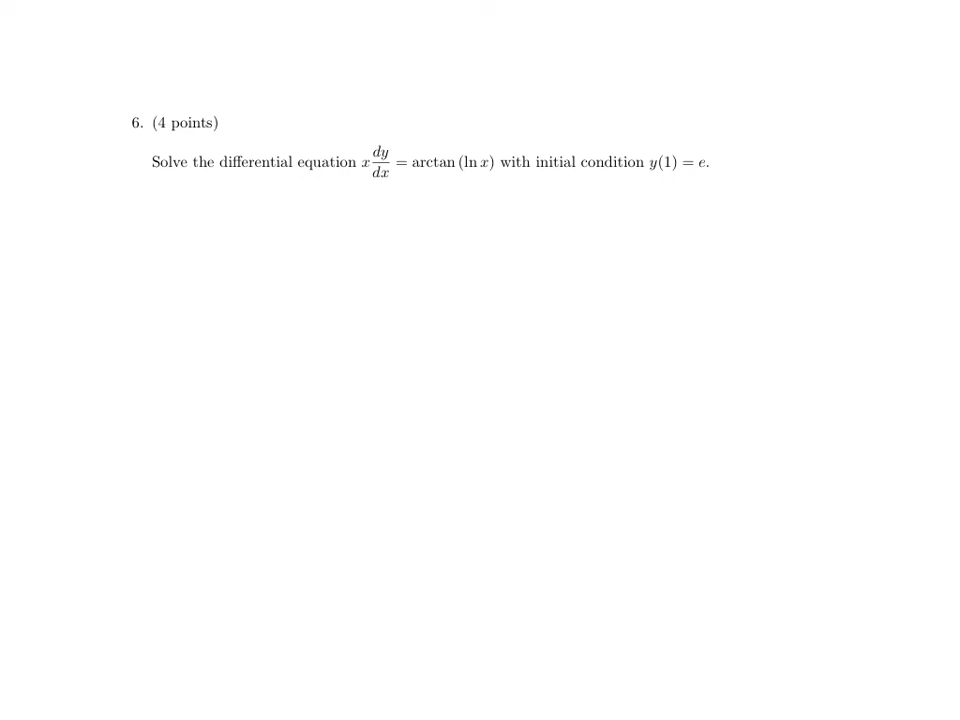 6. (4 points)
Solve the differential equation x dy/dx = arctan (ln x) with initial condition y(1) = e.